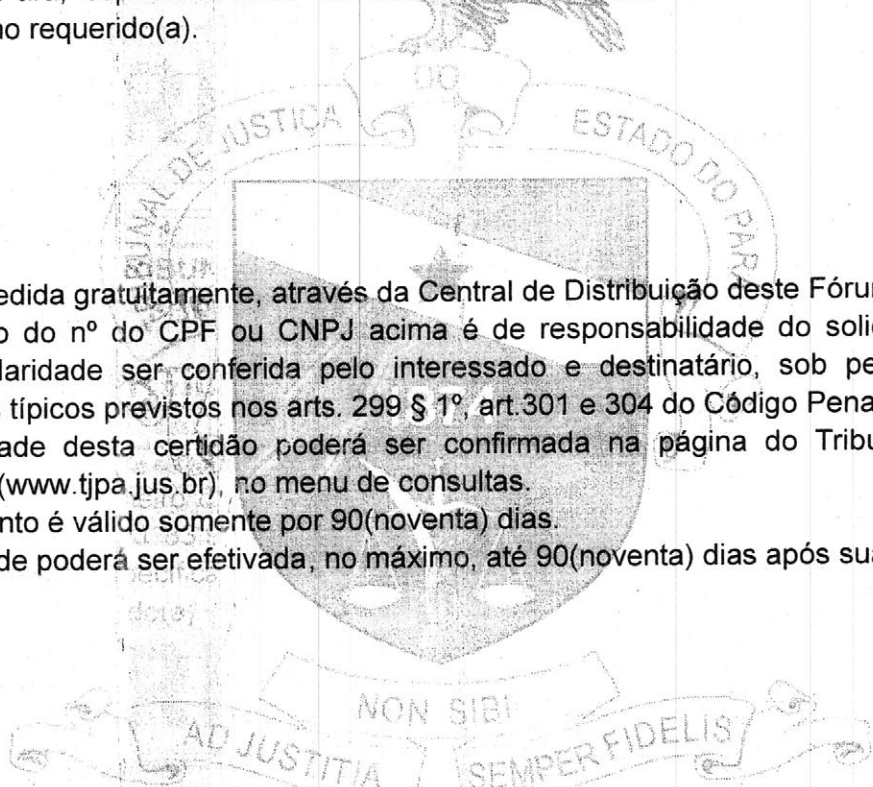 no requerido(a).
DO
TRIBUNAL DE JUSTIÇA
ESTADO DO PARÁ
edida gratuitamente, através da Central de Distribuição deste Fórum
o do nº do CPF ou CNPJ acima é de responsabilidade do soli
laridade ser conferida pelo interessado e destinatário, sob pe
típicos previstos nos arts. 299 § 1º, art.301 e 304 do Código Pena
ade desta certidão poderá ser confirmada na página do Tribu
(www.tjpa.jus.br), no menu de consultas.
nto é válido somente por 90(noventa) dias.
de poderá ser efetivada, no máximo, até 90(noventa) dias após sua
NON SIBI
AD JUSTITIA
SEMPER FIDELIS